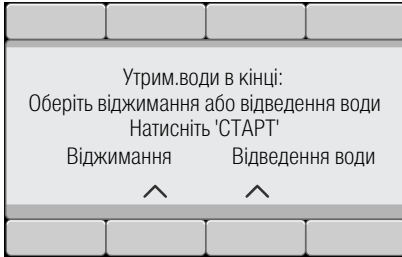 Утрим.води в кінці:
Оберіть віджимання або відведення води
Натисніть 'СТАРТ'
Віджимання Відведення води